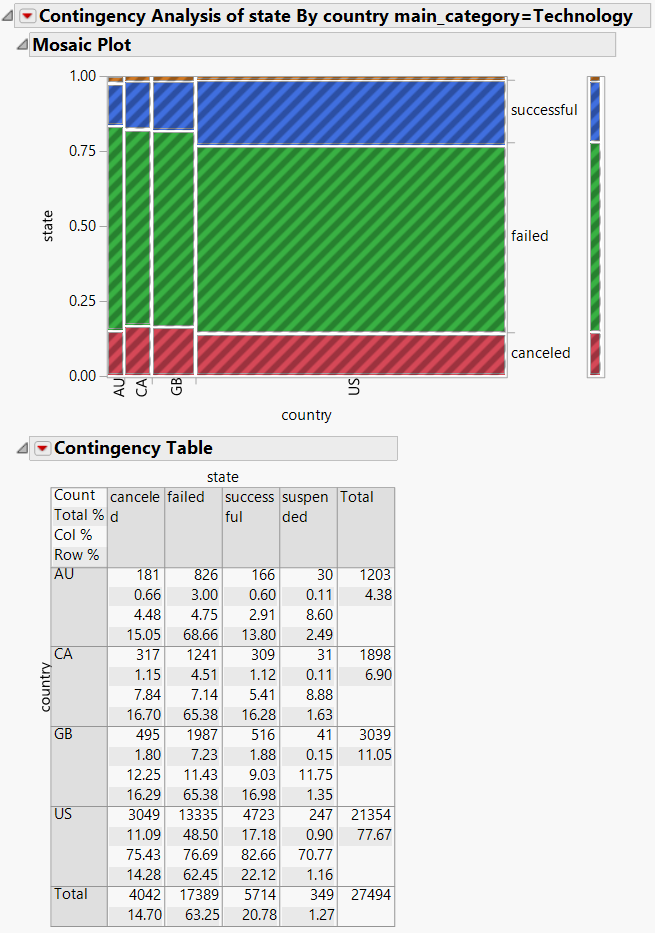 Contingency Analysis of state By country main_category=Technology
Mosaic Plot
1.00
0.75
0.50
0.25
0.00
state
successful
failed
canceled
AU
CA
GB
US
country
Contingency Table
state
Count
Total %
Col %
Row %
cancele
d
failed
success
ful
suspen
ded
Total
country
AU 181 826 166 30 1203
0.66 3.00 0.60 0.11 4.38
4.48 4.75 2.91 8.60
15.05 68.66 13.80 2.49
CA 317 1241 309 31 1898
1.15 4.51 1.12 0.11 6.90
7.84 7.14 5.41 8.88
16.70 65.38 16.28 1.63
GB 495 1987 516 41 3039
1.80 7.23 1.88 0.15 11.05
12.25 11.43 9.03 11.75
16.29 65.38 16.98 1.35
US 3049 13335 4723 247 21354
11.09 48.50 17.18 0.90 77.67
75.43 76.69 82.66 70.77
14.28 62.45 22.12 1.16
Total 4042 17389 5714 349 27494
14.70 63.25 20.78 1.27